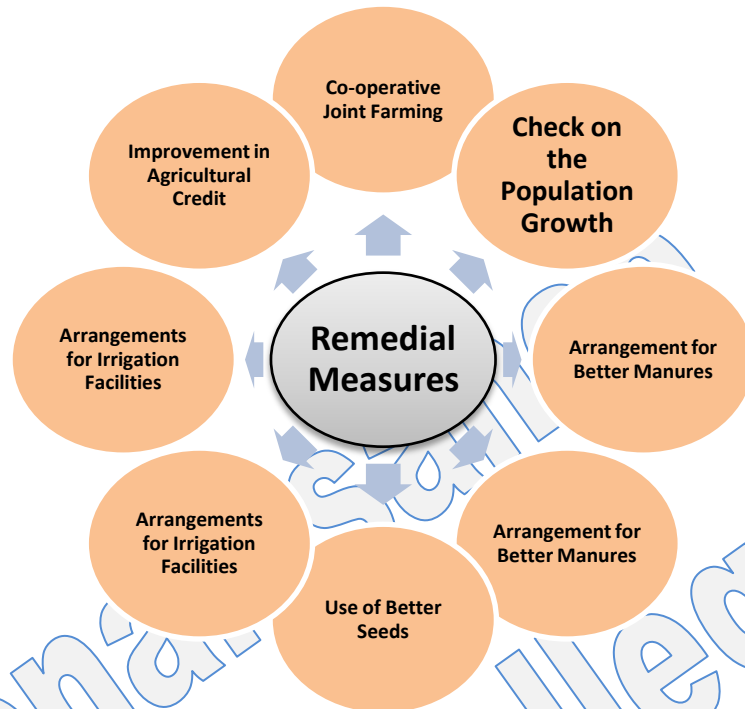 Co-operative
Joint Farming
Check on
the
Population
Growth
Improvement in
Agricultural
Credit
Remedial
Measures
Arrangements
for Irrigation
Facilities
Arrangement for
Better Manures
Arrangements
for Irrigation
Facilities
Arrangement for
Better Manures
Use of Better
Seeds